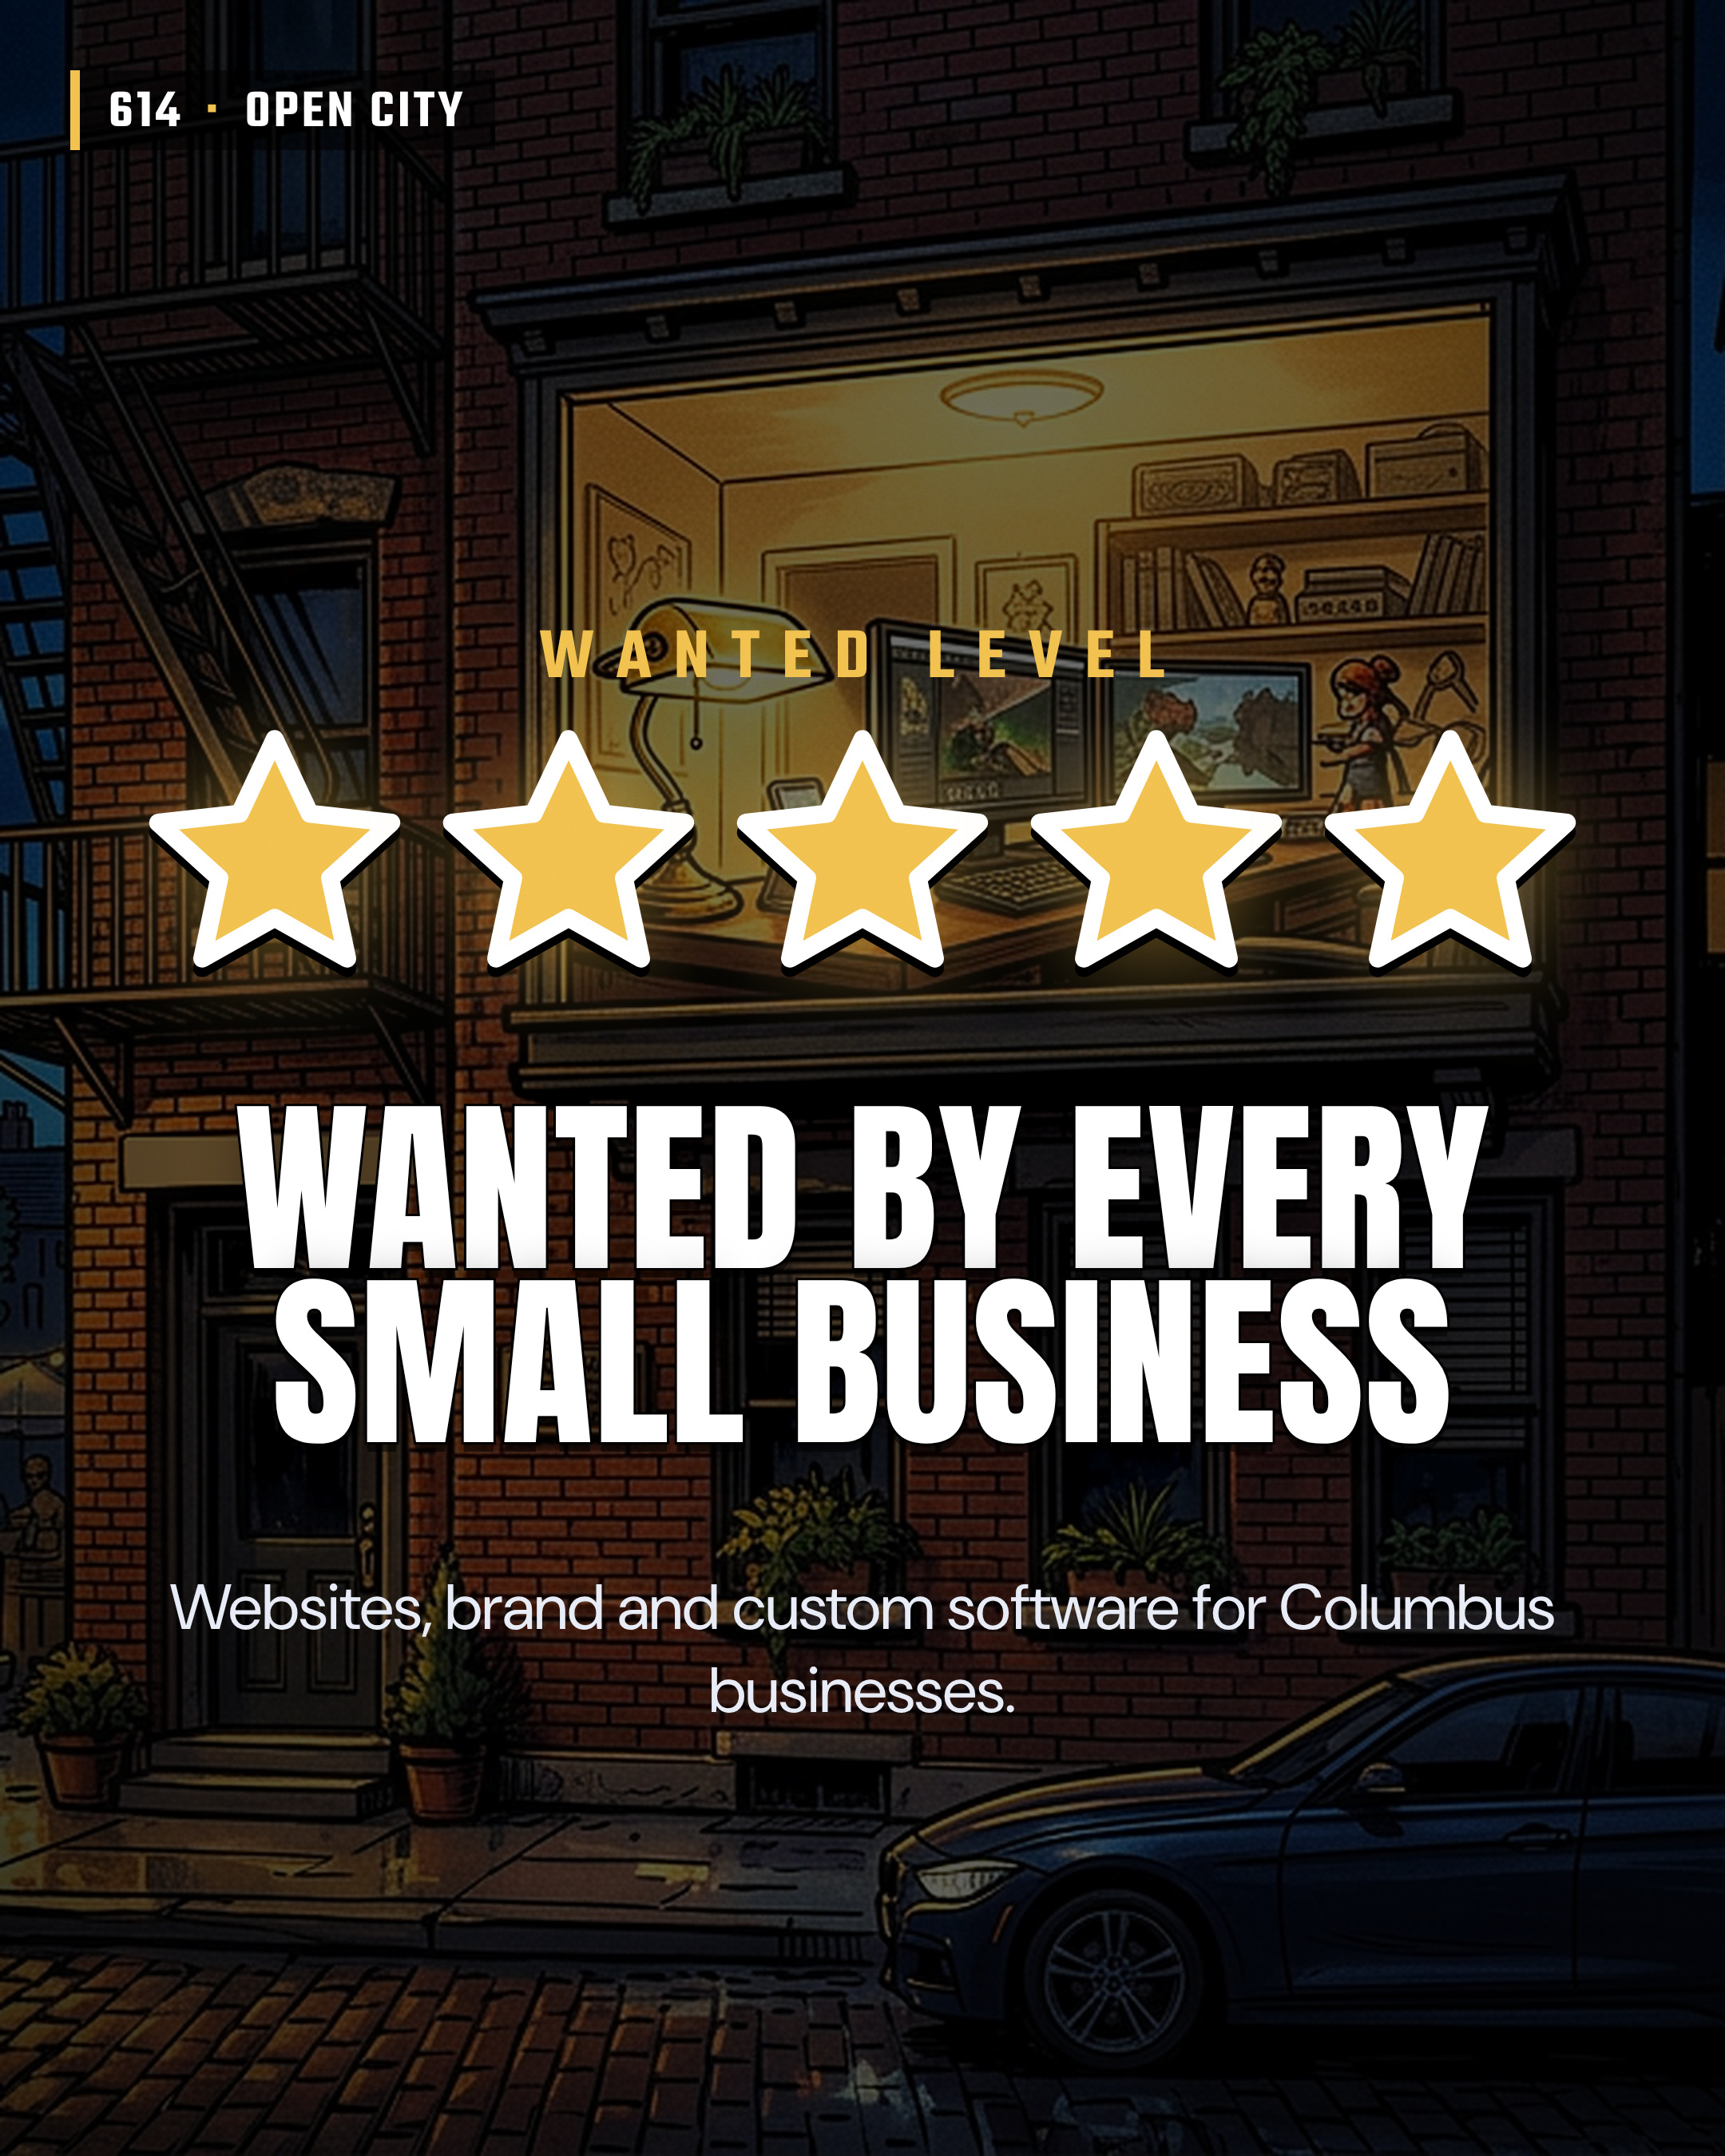 614 · OPEN CITY
WANTED LEVEL
WANTED BY EVERY
SMALL BUSINESS
Websites, brand and custom software for Columbus
businesses.